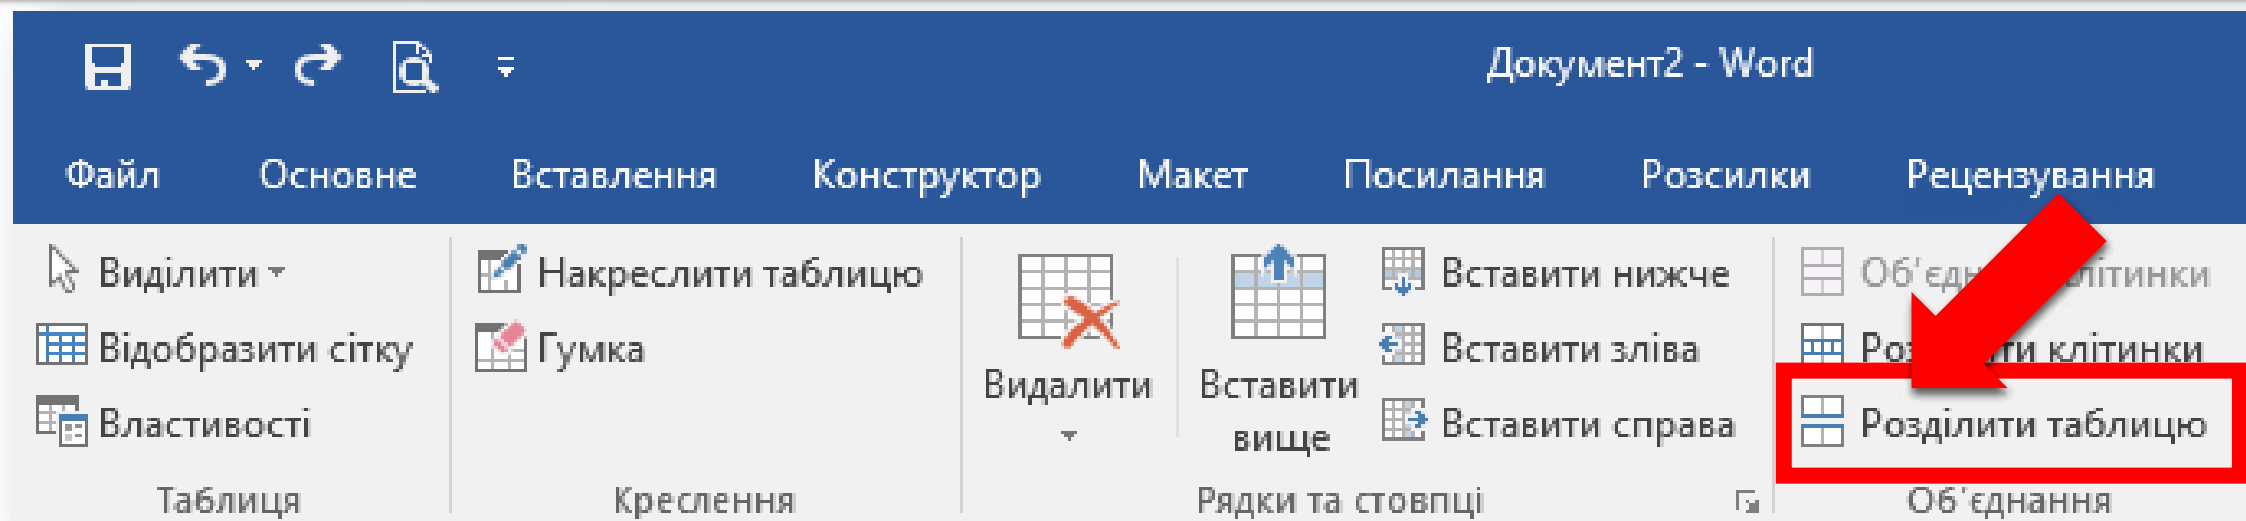 Документ2 - Word
Файл Основне Вставлення Конструктор Макет Посилання Розсилки Рецензування
Виділити
Відобразити сітку
Властивості
Таблиця
Накреслити таблицю
Гумка
Креслення
Видалити
Вставити
вище
Вставити нижче
Вставити зліва
Вставити справа
Рядки та стовпці
клітинки
Розділити таблицю
Об'єднання